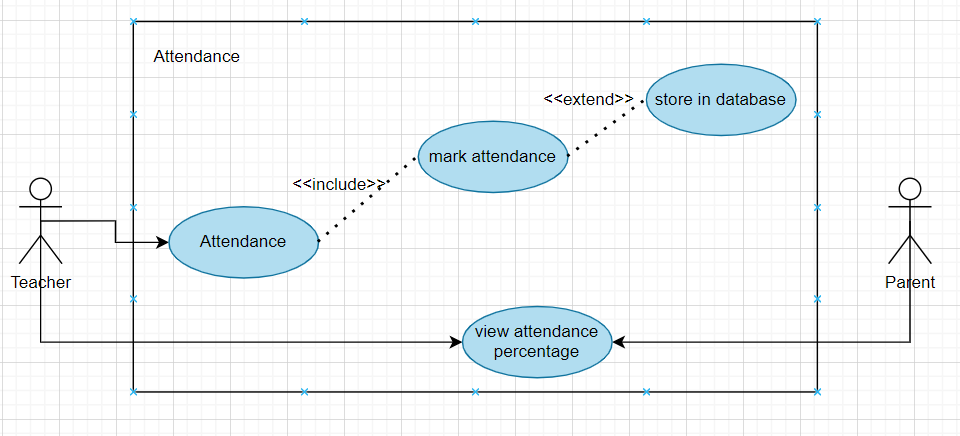 Attendance
<<extend>>
store in database
mark attendance
<<include>>
Attendance
Teacher
Parent
view attendance
percentage